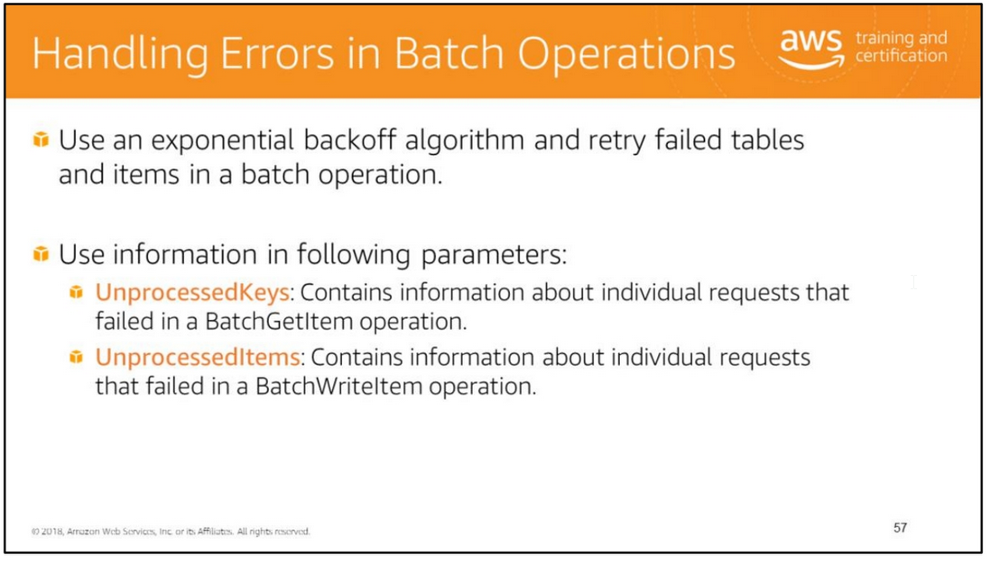 Handling Errors in Batch Operations
aws training and
certification
Use an exponential backoff algorithm and retry failed tables
and items in a batch operation.
Use information in following parameters:
UnprocessedKeys: Contains information about individual requests that
failed in a BatchGetItem operation.
UnprocessedItems: Contains information about individual requests
that failed in a BatchWriteItem operation.
© 2018, Amazon Web Services, Inc. or its Affiliates. All rights reserved.
57